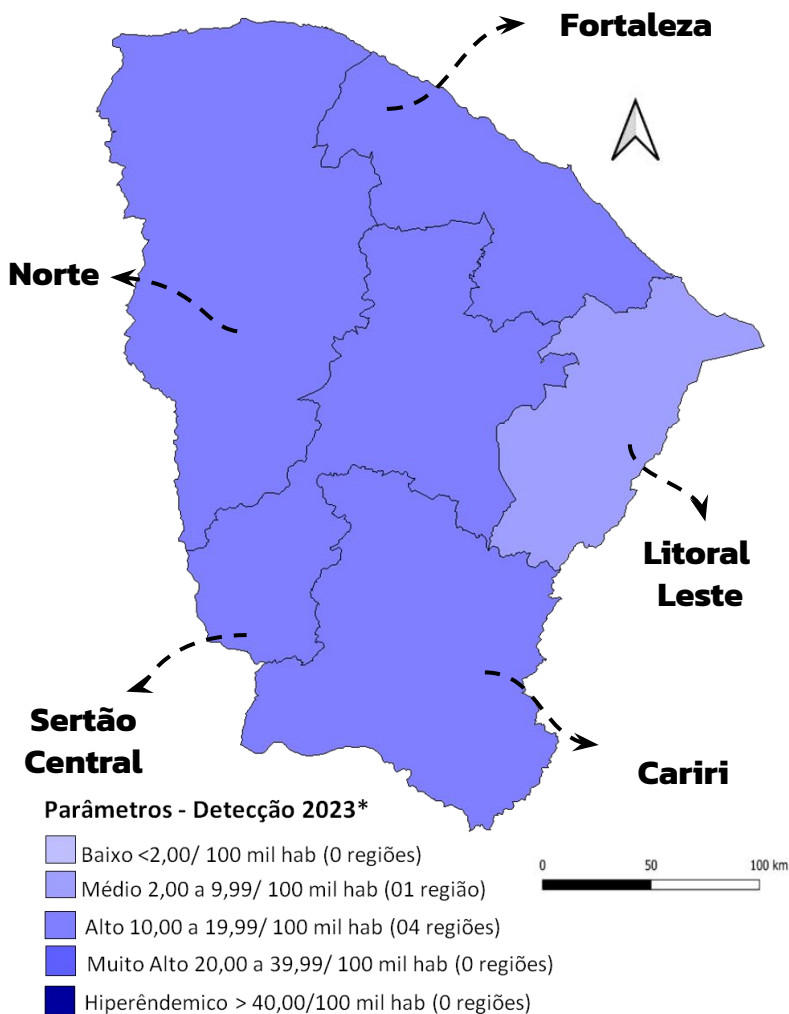 Fortaleza
Norte
Litoral
Leste
Sertão
Central
Cariri
Parâmetros - Detecção 2023*
Baixo <2,00/ 100 mil hab (0 regiões)
Médio 2,00 a 9,99/ 100 mil hab (01 região)
Alto 10,00 a 19,99/ 100 mil hab (04 regiões)
Muito Alto 20,00 a 39,99/ 100 mil hab (0 regiões)
Hiperêndemico > 40,00/100 mil hab (0 regiões)
0 50 100 km